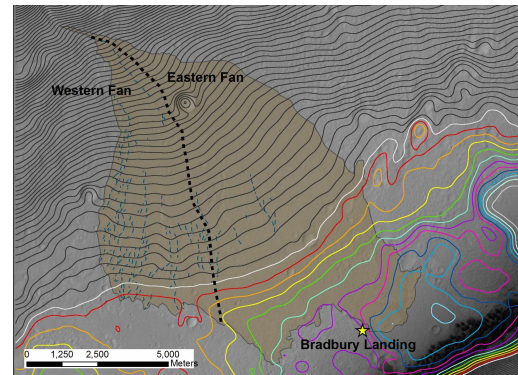 Eastern Fan
Western Fan
Bradbury Landing
0 1,250 2,500 5,000
Meters